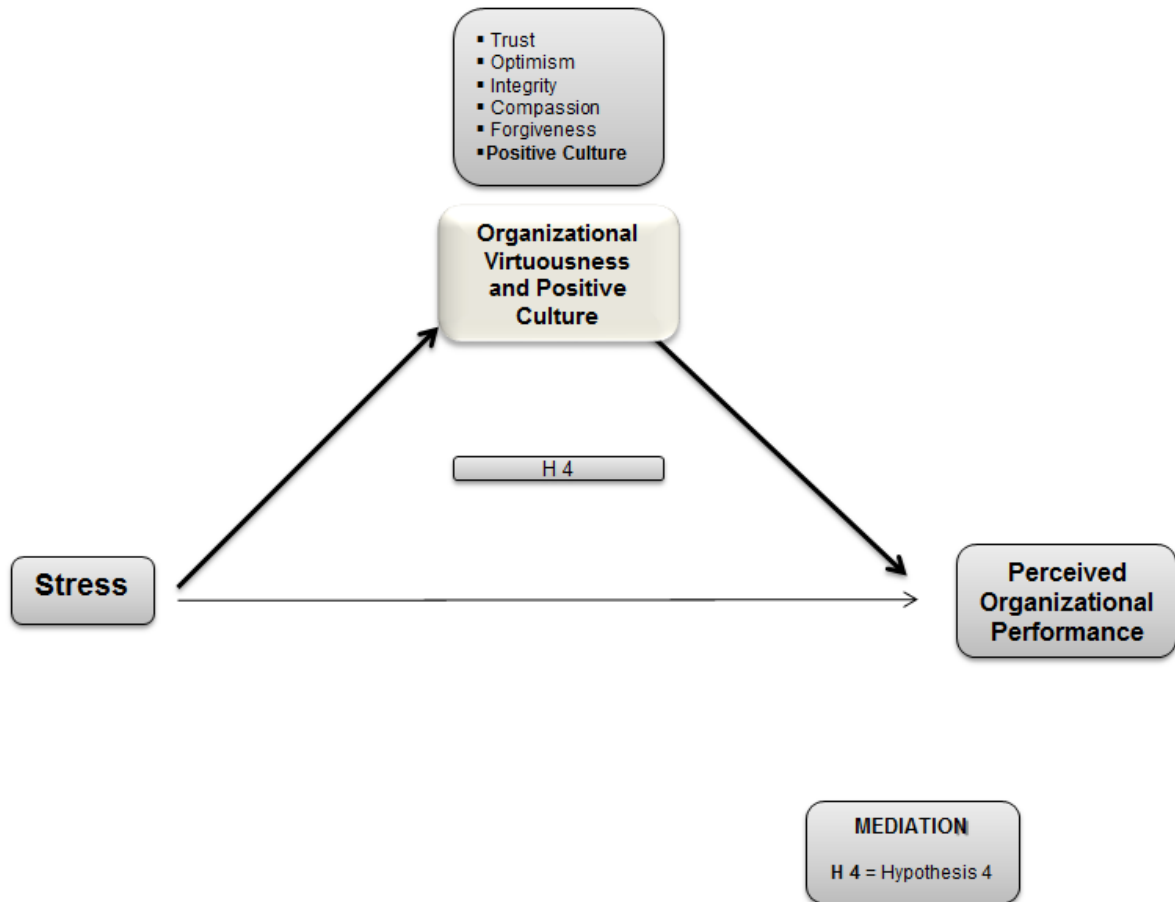 ▪ Trust
▪ Optimism
▪ Integrity
▪ Compassion
▪ Forgiveness
▪Positive Culture
Organizational
Virtuousness
and Positive
Culture
H 4
Stress
Perceived
Organizational
Performance
MEDIATION
H 4 = Hypothesis 4